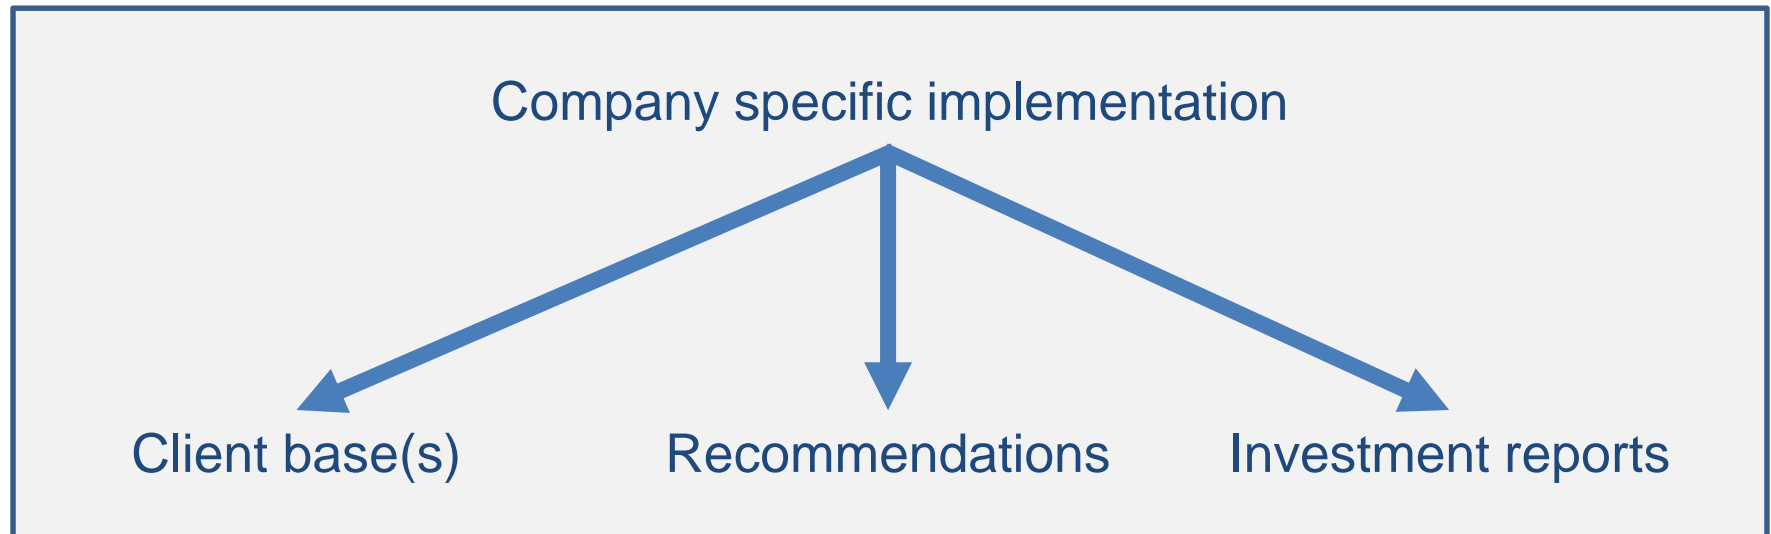 Company specific implementation
Client base(s)
Recommendations
Investment reports